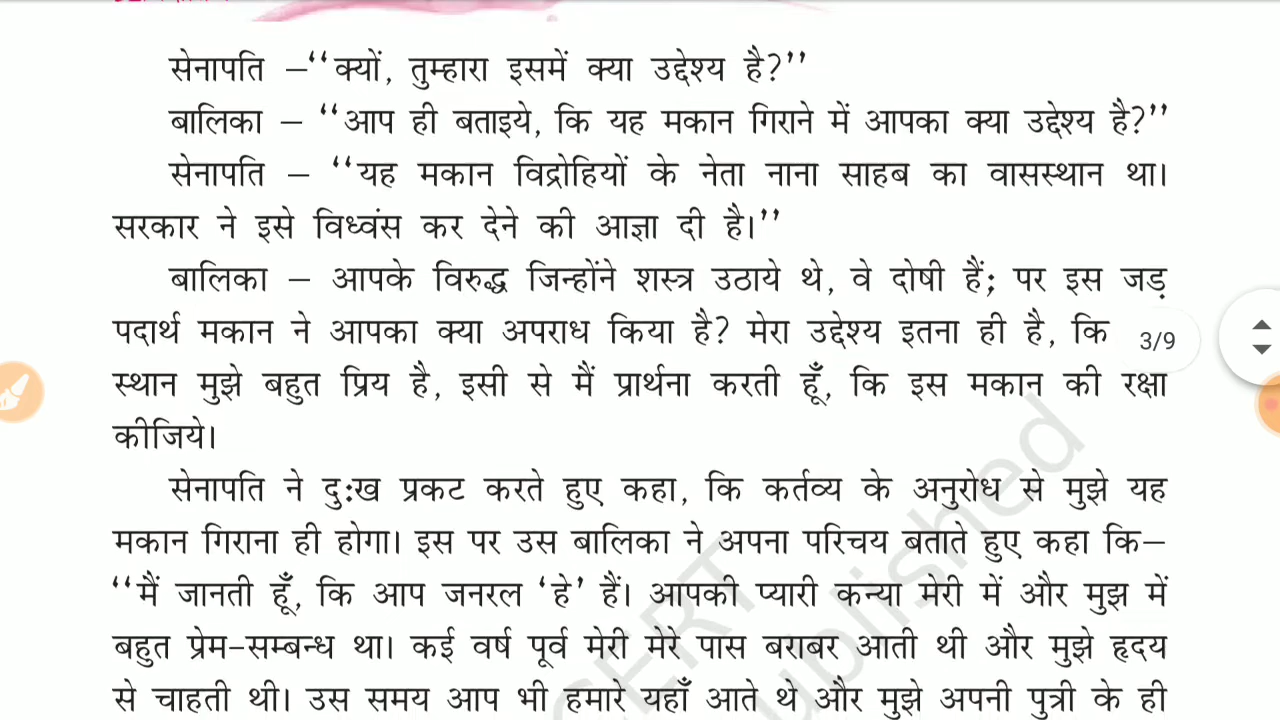 सेनापति –‘‘क्यों, तुम्हारा इसमें क्या उद्देश्य है?’’
बालिका – ‘‘आप ही बताइये, कि यह मकान गिराने में आपका क्या उद्देश्य है?’’
सेनापति – ‘‘यह मकान विद्रोहियों के नेता नाना साहब का वासस्थान था।
सरकार ने इसे विध्वंस कर देने की आज्ञा दी है।’’
बालिका – आपके विरुद्ध जिन्होंने शस्त्र उठाये थे, वे दोषी हैं; पर इस जड़
पदार्थ मकान ने आपका क्या अपराध किया है? मेरा उद्देश्य इतना ही है, कि
3/9
स्थान मुझे बहुत प्रिय है, इसी से मैं प्रार्थना करती हूँ, कि इस मकान की रक्षा
कीजिये।
सेनापति ने दुःख प्रकट करते हुए कहा, कि कर्तव्य के अनुरोध से मुझे यह
मकान गिराना ही होगा। इस पर उस बालिका ने अपना परिचय बताते हुए कहा कि–
‘‘मैं जानती हूँ, कि आप जनरल ‘हे’ हैं। आपकी प्यारी कन्या मेरी में और मुझ में
बहुत प्रेम-सम्बन्ध था। कई वर्ष पूर्व मेरी मेरे पास बराबर आती थी और मुझे हृदय
से चाहती थी। उस समय आप भी हमारे यहाँ आते थे और मुझे अपनी पुत्री के ही